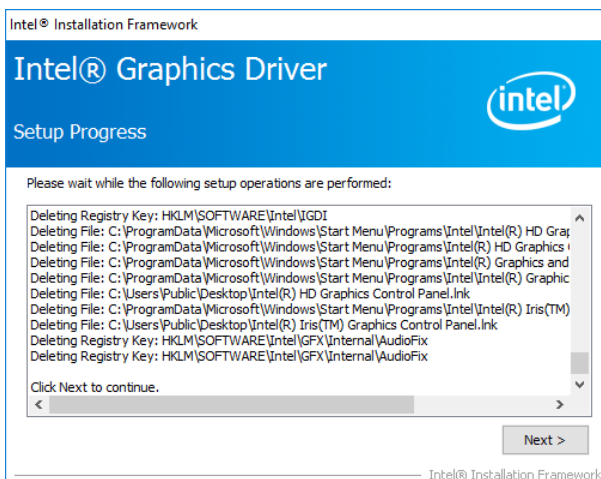 Intel® Installation Framework
Intel® Graphics Driver
intel
Setup Progress
Please wait while the following setup operations are performed:
Deleting Registry Key: HKLM\SOFTWARE\Intel\IGDI
Deleting File: C:\ProgramData\Microsoft\Windows\Start Menu\Programs\Intel\Intel(R) HD Grap
Deleting File: C:\ProgramData\Microsoft\Windows\Start Menu\Programs\Intel(R) HD Graphics
Deleting File: C:\ProgramData\Microsoft\Windows\Start Menu\Programs\Intel(R) Graphics and
Deleting File: C:\ProgramData\Microsoft\Windows\Start Menu\Programs\Intel\Intel(R) Graphic
Deleting File: C:\Users\Public\Desktop\Intel(R) HD Graphics Control Panel.lnk
Deleting File: C:\ProgramData\Microsoft\Windows\Start Menu\Programs\Intel\Intel(R) Iris(TM)
Deleting File: C:\Users\Public\Desktop\Intel(R) Iris(TM) Graphics Control Panel.lnk
Deleting Registry Key: HKLM\SOFTWARE\Intel\GFX\Internal\AudioFix
Deleting Registry Key: HKLM\SOFTWARE\Intel\GFX\Internal\AudioFix
Click Next to continue.
Next >
Intel® Installation Framework